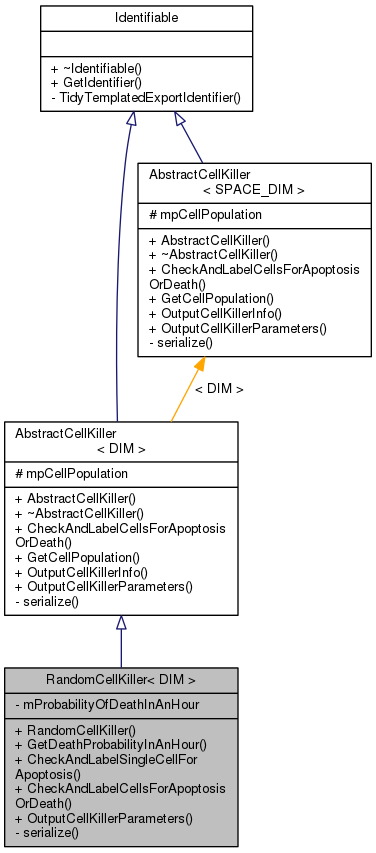 Identifiable
+ ~Identifiable()
+ GetIdentifier()
- TidyTemplatedExportIdentifier()
AbstractCellKiller
< SPACE_DIM >
# mpCellPopulation
+ AbstractCellKiller()
+ ~AbstractCellKiller()
+ CheckAndLabelCellsForApoptosis
OrDeath()
+ GetCellPopulation()
+ OutputCellKillerInfo()
+ OutputCellKillerParameters()
- serialize()
< DIM >
AbstractCellKiller
< DIM >
# mpCellPopulation
+ AbstractCellKiller()
+ ~AbstractCellKiller()
+ CheckAndLabelCellsForApoptosis
OrDeath()
+ GetCellPopulation()
+ OutputCellKillerInfo()
+ OutputCellKillerParameters()
- serialize()
RandomCellKiller< DIM >
- mProbabilityOfDeathInAnHour
+ RandomCellKiller()
+ GetDeathProbabilityInAnHour()
+ CheckAndLabelSingleCellFor
Apoptosis()
+ CheckAndLabelCellsForApoptosis
OrDeath()
+ OutputCellKillerParameters()
- serialize()